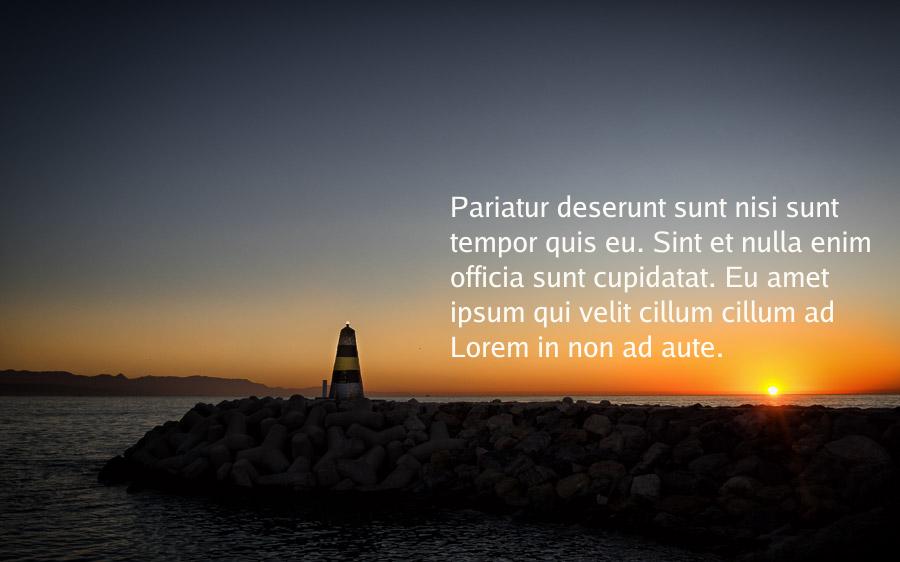 Pariatur deserunt sunt nisi sunt
tempor quis eu. Sint et nulla enim
officia sunt cupidatat. Eu amet
ipsum qui velit cillum cillum ad
Lorem in non ad aute.